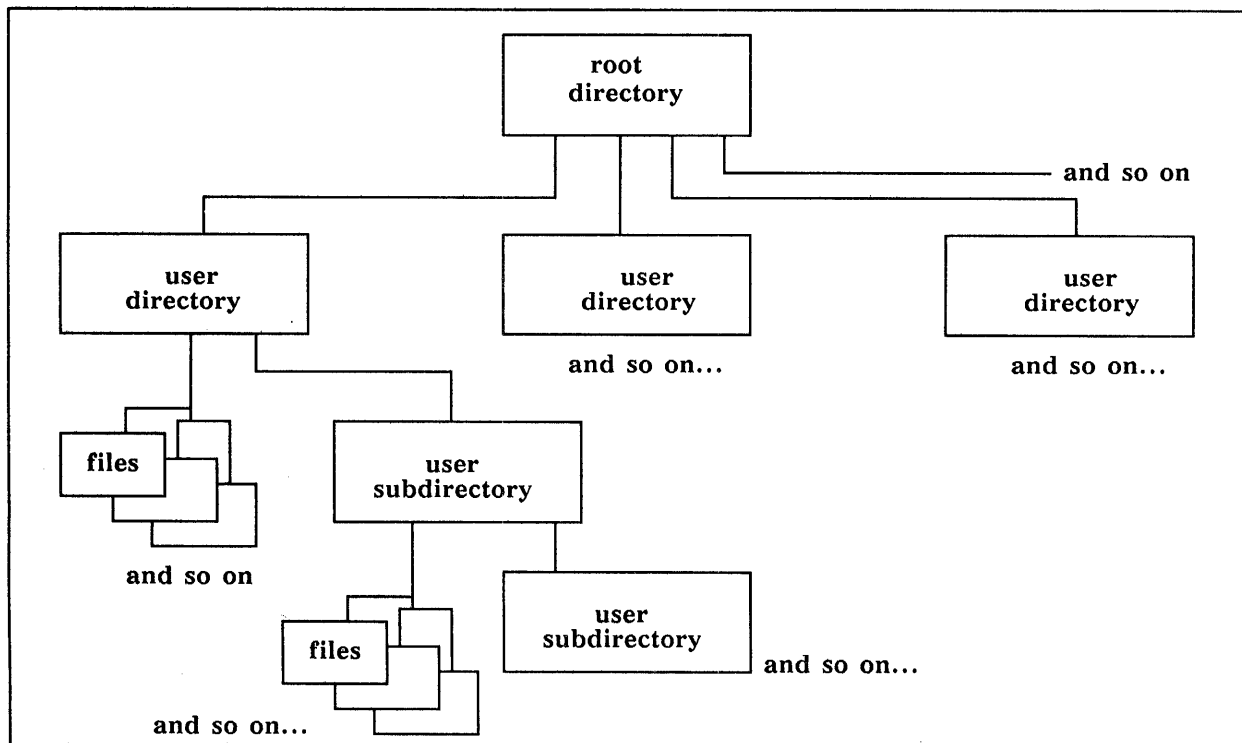 root
directory
and so on
user
directory
user
directory
user
directory
and so on...
and so on...
files
user
subdirectory
and so on
files
user
subdirectory
and so on...
and so on...